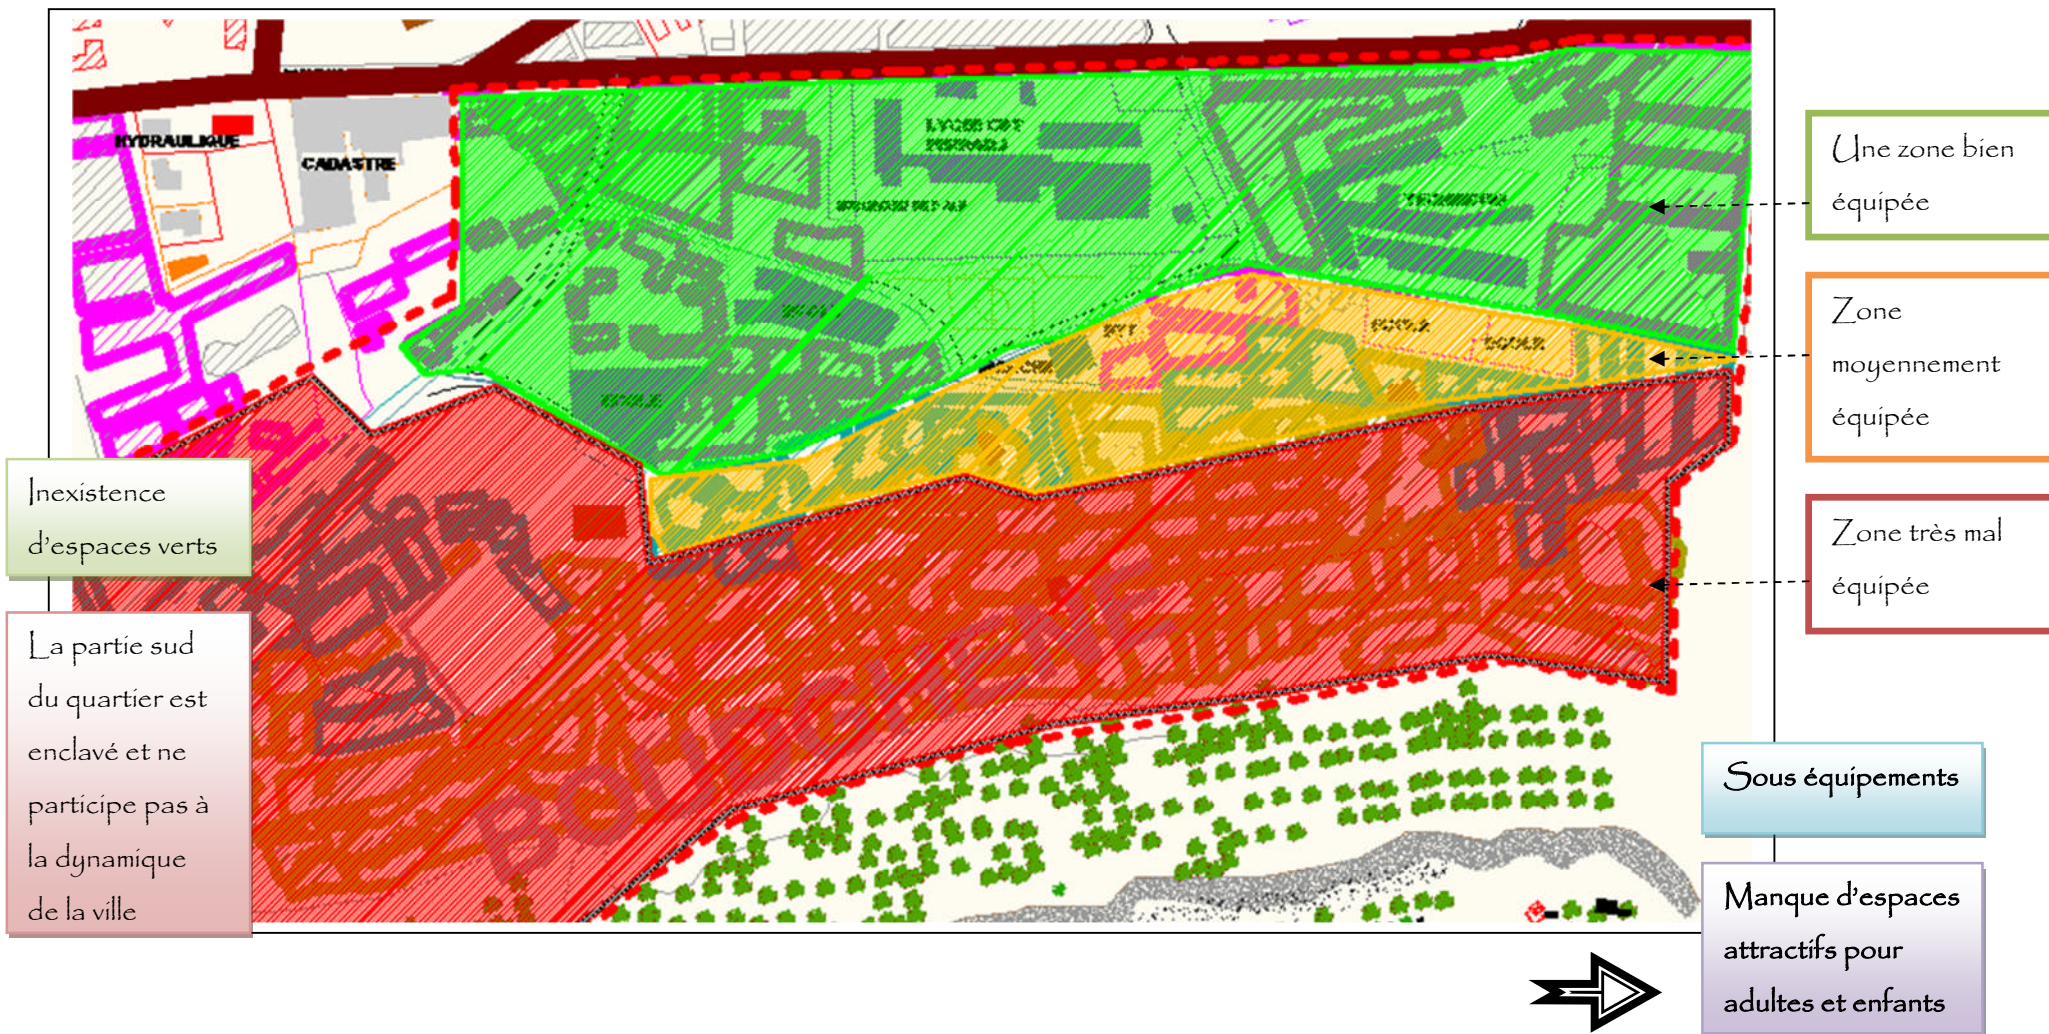 HYDRAULIQUE
CADASTRE
ECOLE
ECOLE
Une zone bien
équipée
Zone
moyennement
équipée
Zone très mal
équipée
Inexistence
d'espaces verts
La partie sud
du quartier est
enclavé et ne
participe pas à
la dynamique
de la ville
Sous équipements
Manque d'espaces
attractifs pour
adultes et enfants